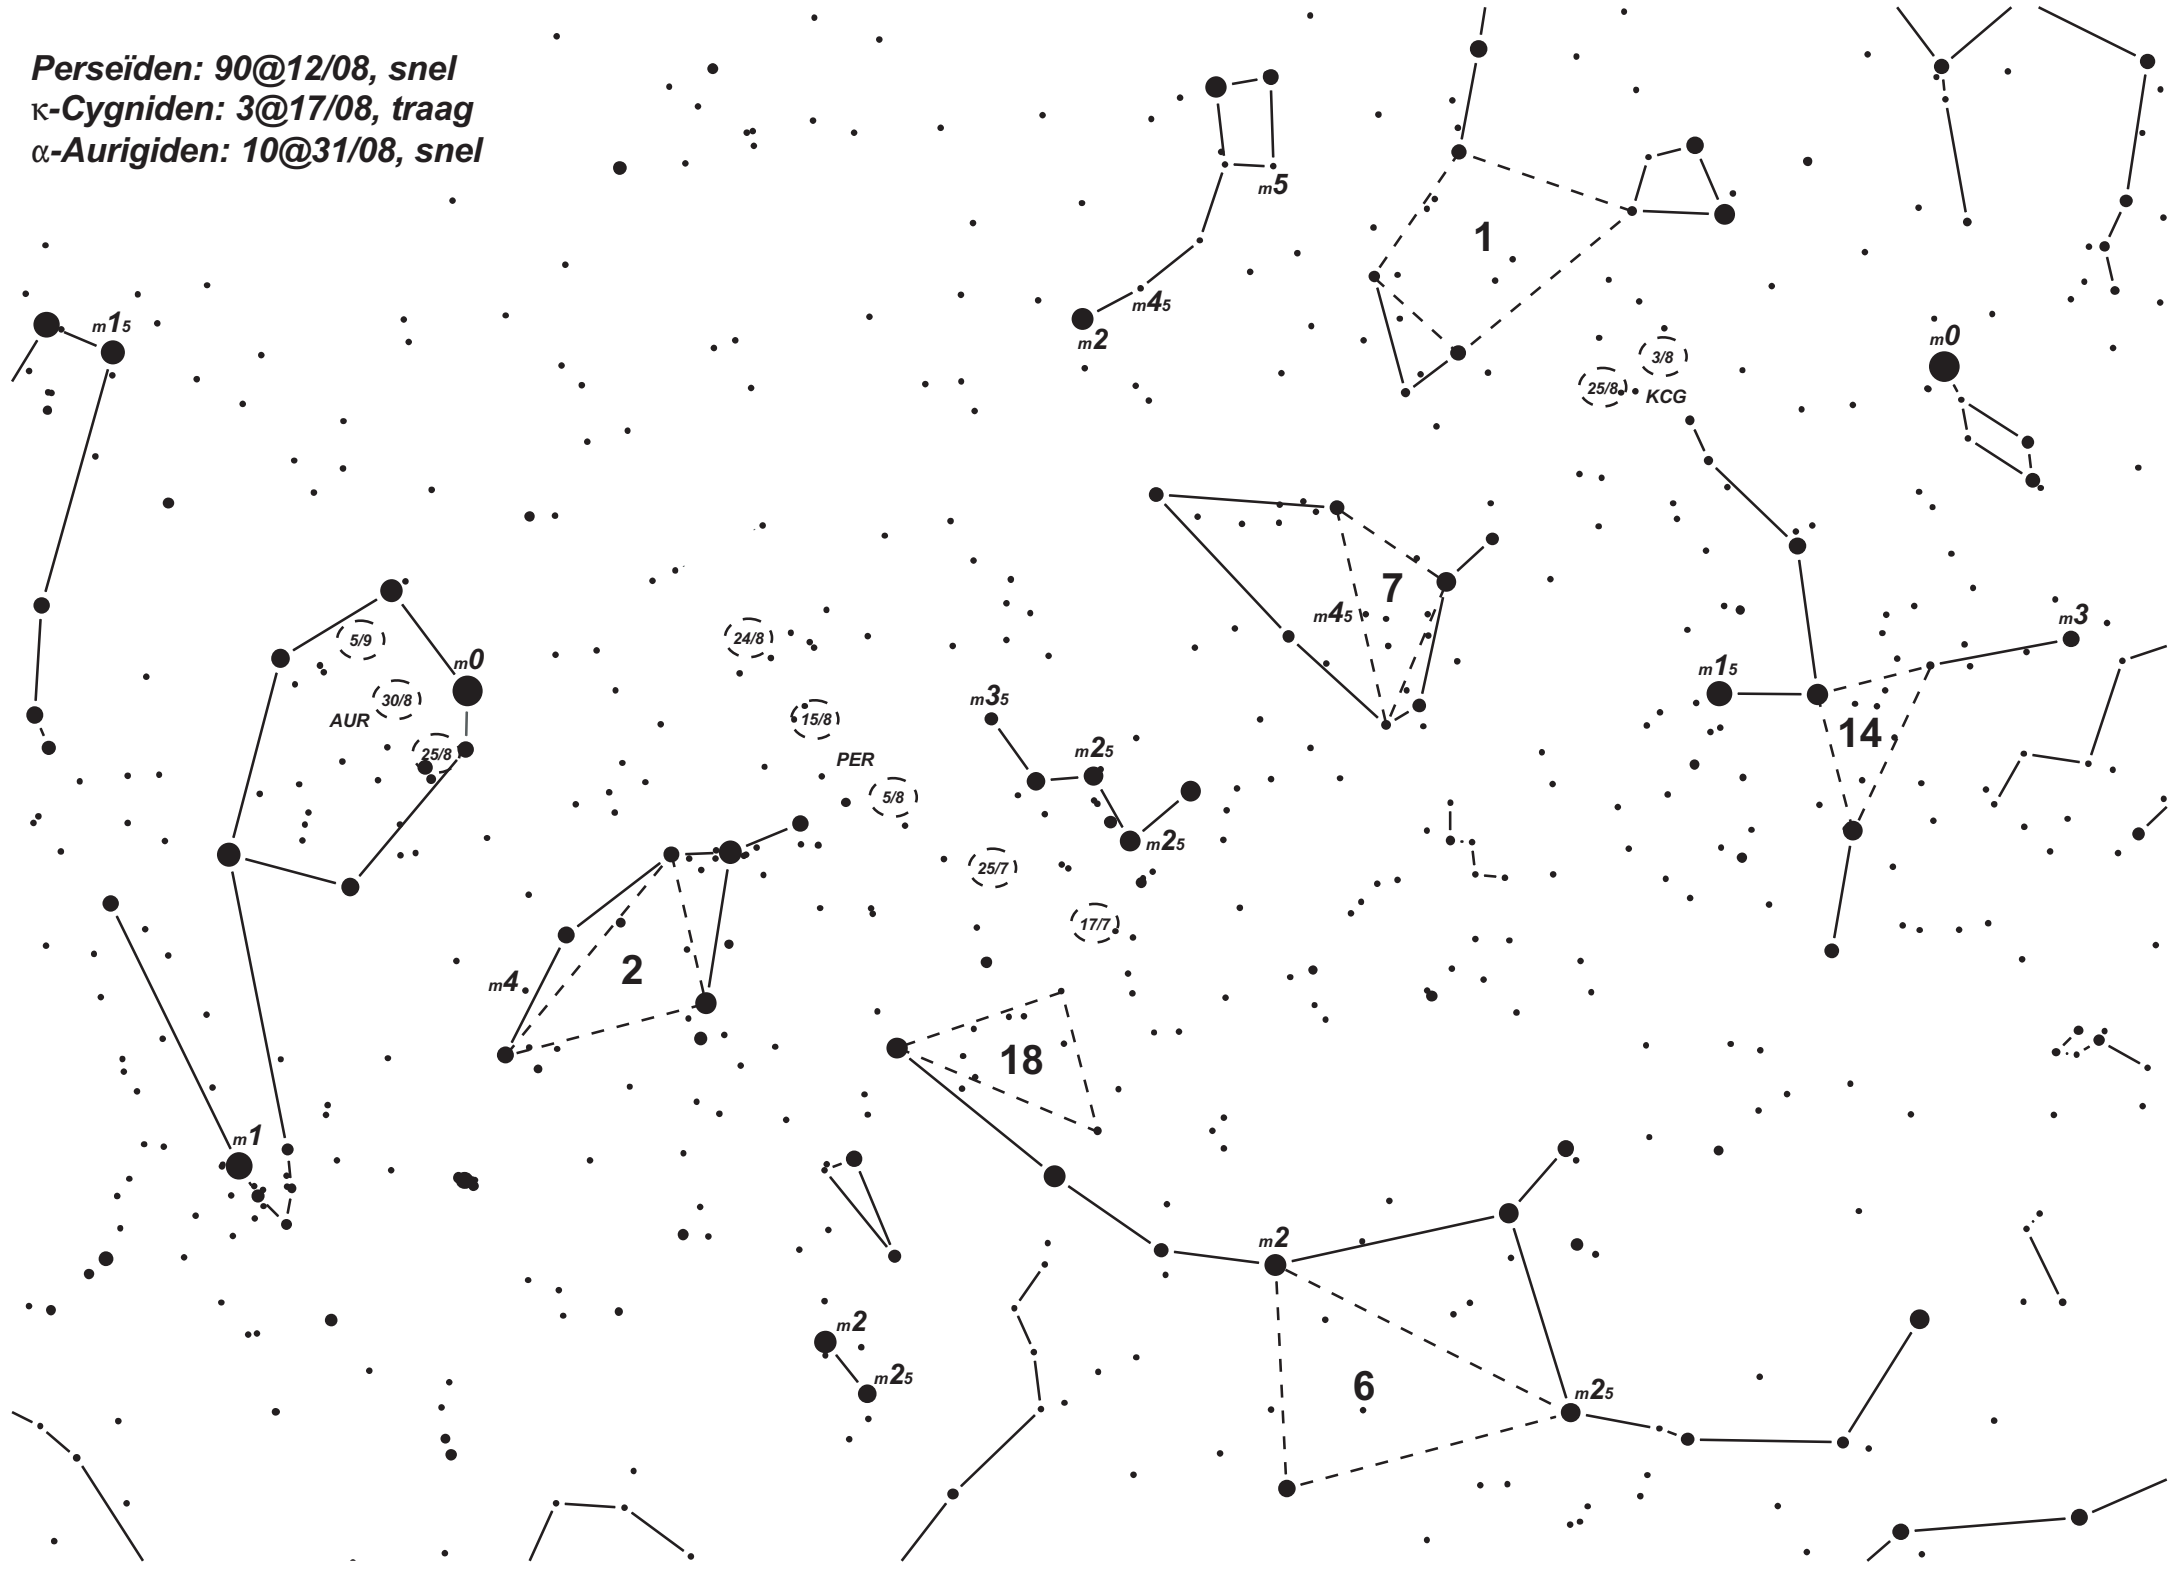 Perseïden: 90@12/08, snel
κ-Cygniden: 3@17/08, traag
α-Aurigiden: 10@31/08, snel
m5
1
m45
m2
m15
3/8
25/8
KCG
m0
7
m45
m3
5/9
24/8
m0
30/8
AUR
25/8
15/8
PER
5/8
m35
m25
m25
m15
14
25/7
17/7
m4
2
18
m1
m2
m2
m25
6
m25